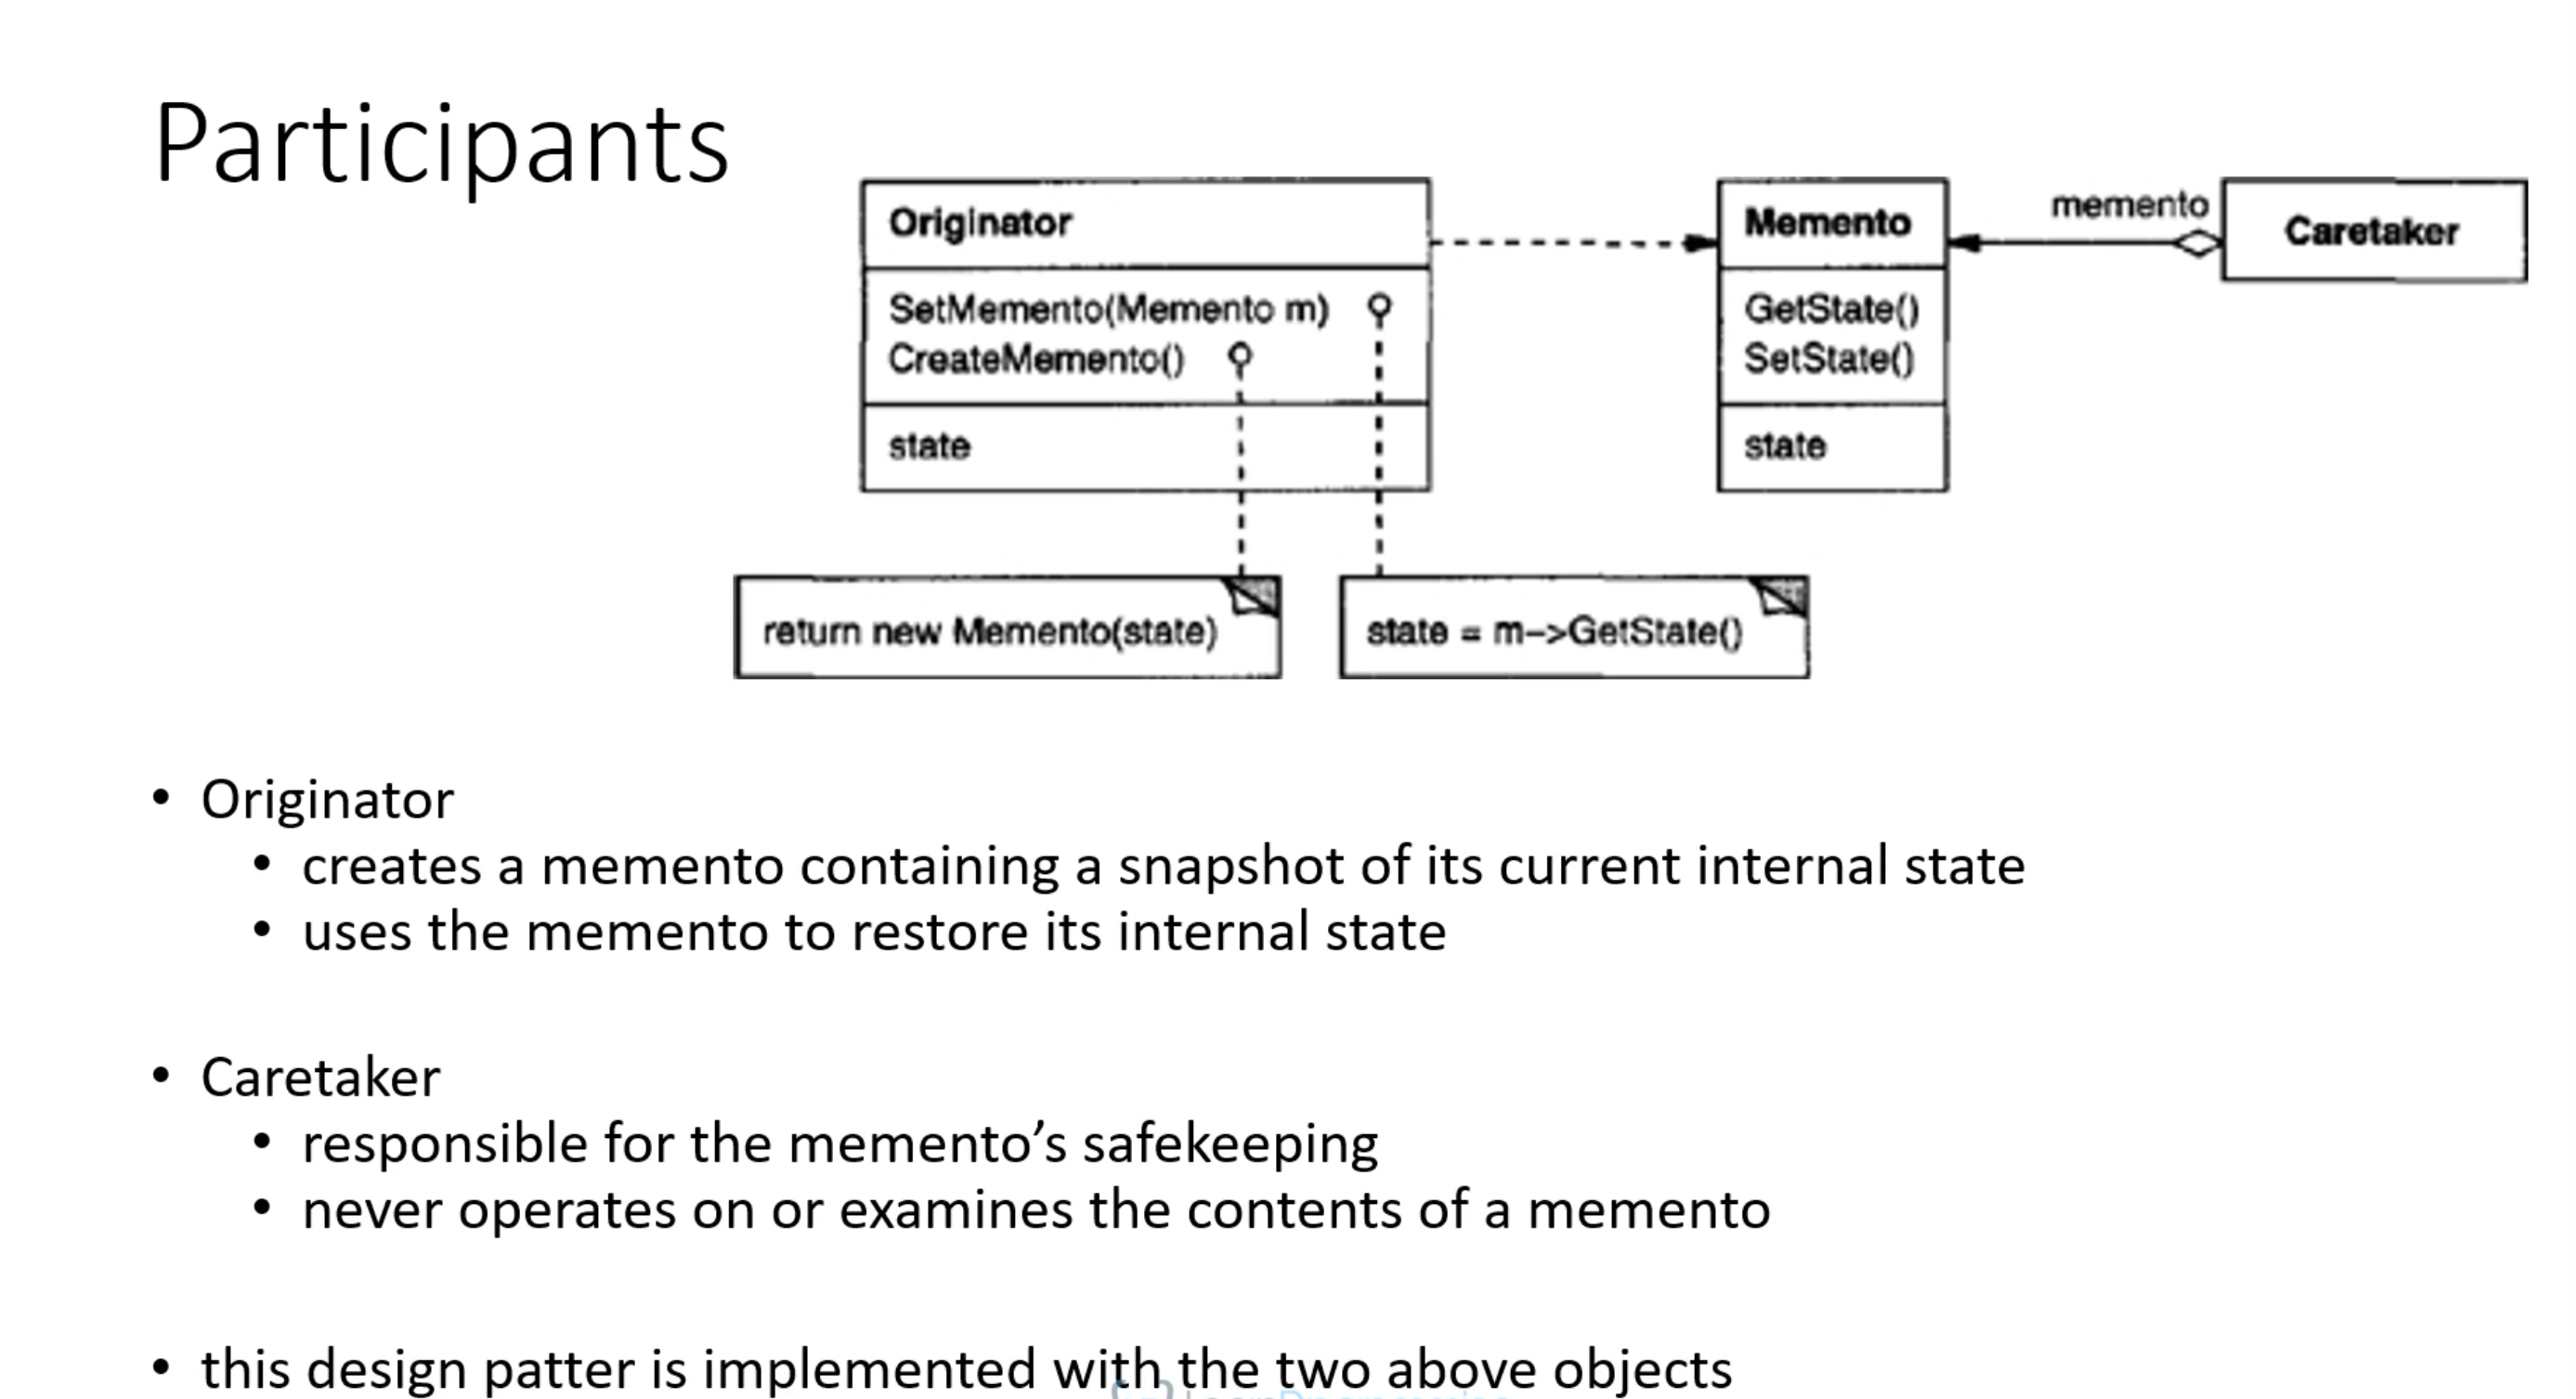 Participants
Originator
SetMemento(Memento m)
CreateMemento()
state
Memento
GetState()
SetState()
state
memento
Caretaker
return new Memento(state)
state = m->GetState()
• Originator
• creates a memento containing a snapshot of its current internal state
• uses the memento to restore its internal state
• Caretaker
• responsible for the memento’s safekeeping
• never operates on or examines the contents of a memento
• this design patter is implemented with the two above objects